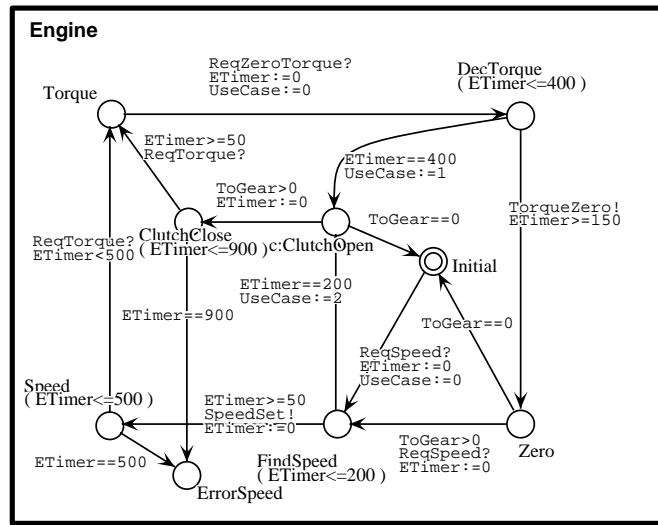 Engine
ReqZeroTorque?
ETimer:=0
UseCase:=0
DecTorque
( ETimer<=400 )
Torque
ETimer>=50
ReqTorque?
ETimer==400
UseCase:=1
ToGear>0
ETimer:=0
TorqueZero!
ETimer>=150
ToGear==0
ClutchClose
( ETimer<=900 )
c:ClutchOpen
ReqTorque?
ETimer<500
Initial
ETimer==200
UseCase:=2
ETimer==900
ToGear==0
ReqSpeed?
ETimer:=0
UseCase:=0
Speed
( ETimer<=500 )
ETimer>=50
SpeedSet!
ETimer:=0
ToGear>0
ReqSpeed?
ETimer:=0
Zero
ETimer==500
FindSpeed
( ETimer<=200 )
ErrorSpeed